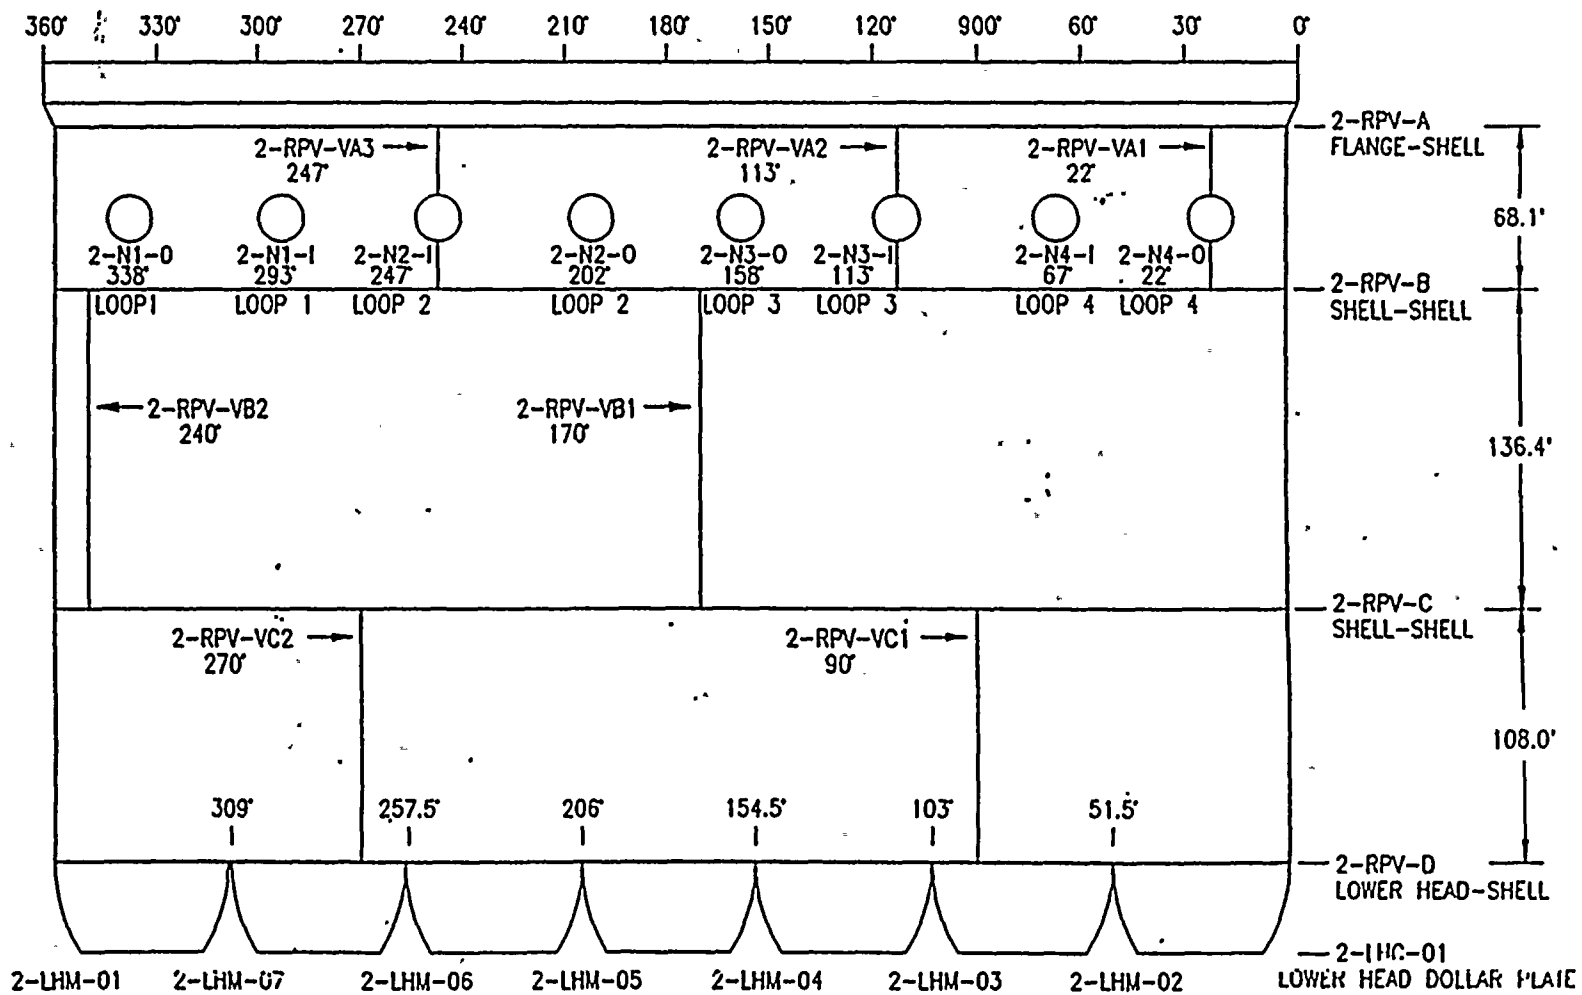 360° 330° 300° 270° 240° 210° 180° 150° 120° 900° 60° 30° 0°
2-RPV-A
FLANGE-SHELL
2-RPV-VA3
247°
2-RPV-VA2
113°
2-RPV-VA1
22°
68.1'
2-N1-O
338°
LOOP1
2-N1-I
293°
LOOP 1
2-N2-I
247°
LOOP 2
2-N2-O
202°
LOOP 2
2-N3-O
158°
LOOP 3
2-N3-I
113°
LOOP 3
2-N4-I
67°
LOOP 4
2-N4-O
22°
LOOP 4
2-RPV-B
SHELL-SHELL
2-RPV-VB2
240°
2-RPV-VB1
170°
136.4'
2-RPV-C
SHELL-SHELL
2-RPV-VC2
270°
2-RPV-VC1
90°
108.0'
309° 257.5° 206° 154.5° 103° 51.5°
2-RPV-D
LOWER HEAD-SHELL
2-LHC-01
LOWER HEAD DOLLAR PLATE
2-LHM-01 2-LHM-07 2-LHM-06 2-LHM-05 2-LHM-04 2-LHM-03 2-LHM-02